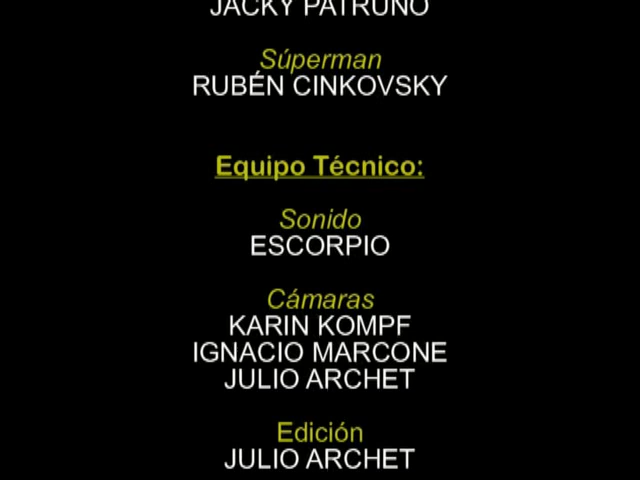 JACKY PATRUNO
Súperman
RUBÉN CINKOVSKY
Equipo Técnico:
Sonido
ESCORPIO
Cámaras
KARIN KOMPF
IGNACIO MARCONE
JULIO ARCHET
Edición
JULIO ARCHET